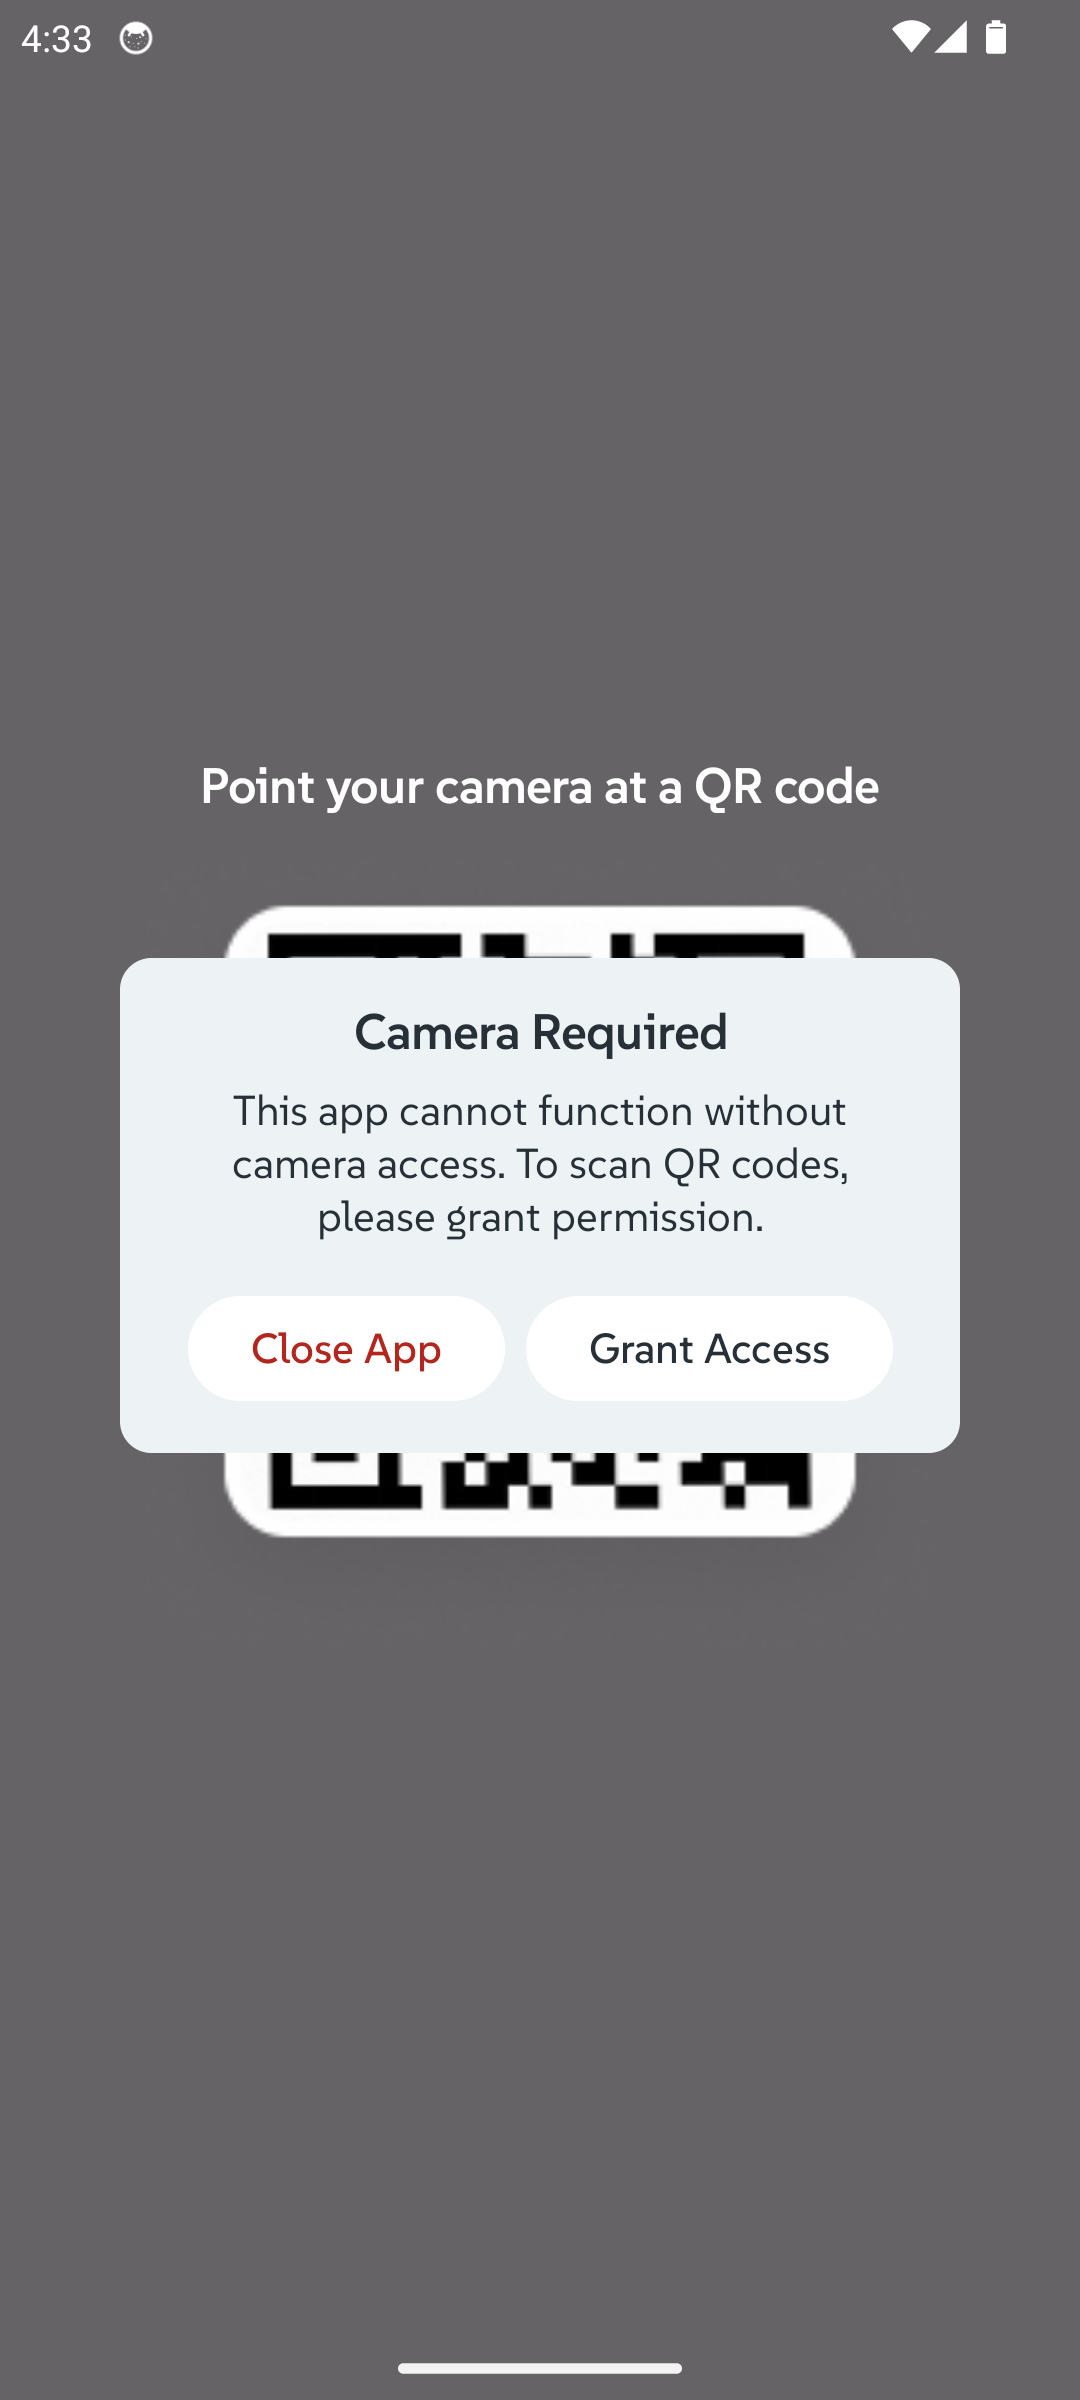 4:33
Point your camera at a QR code
Camera Required
This app cannot function without
camera access. To scan QR codes,
please grant permission.
Close App
Grant Access